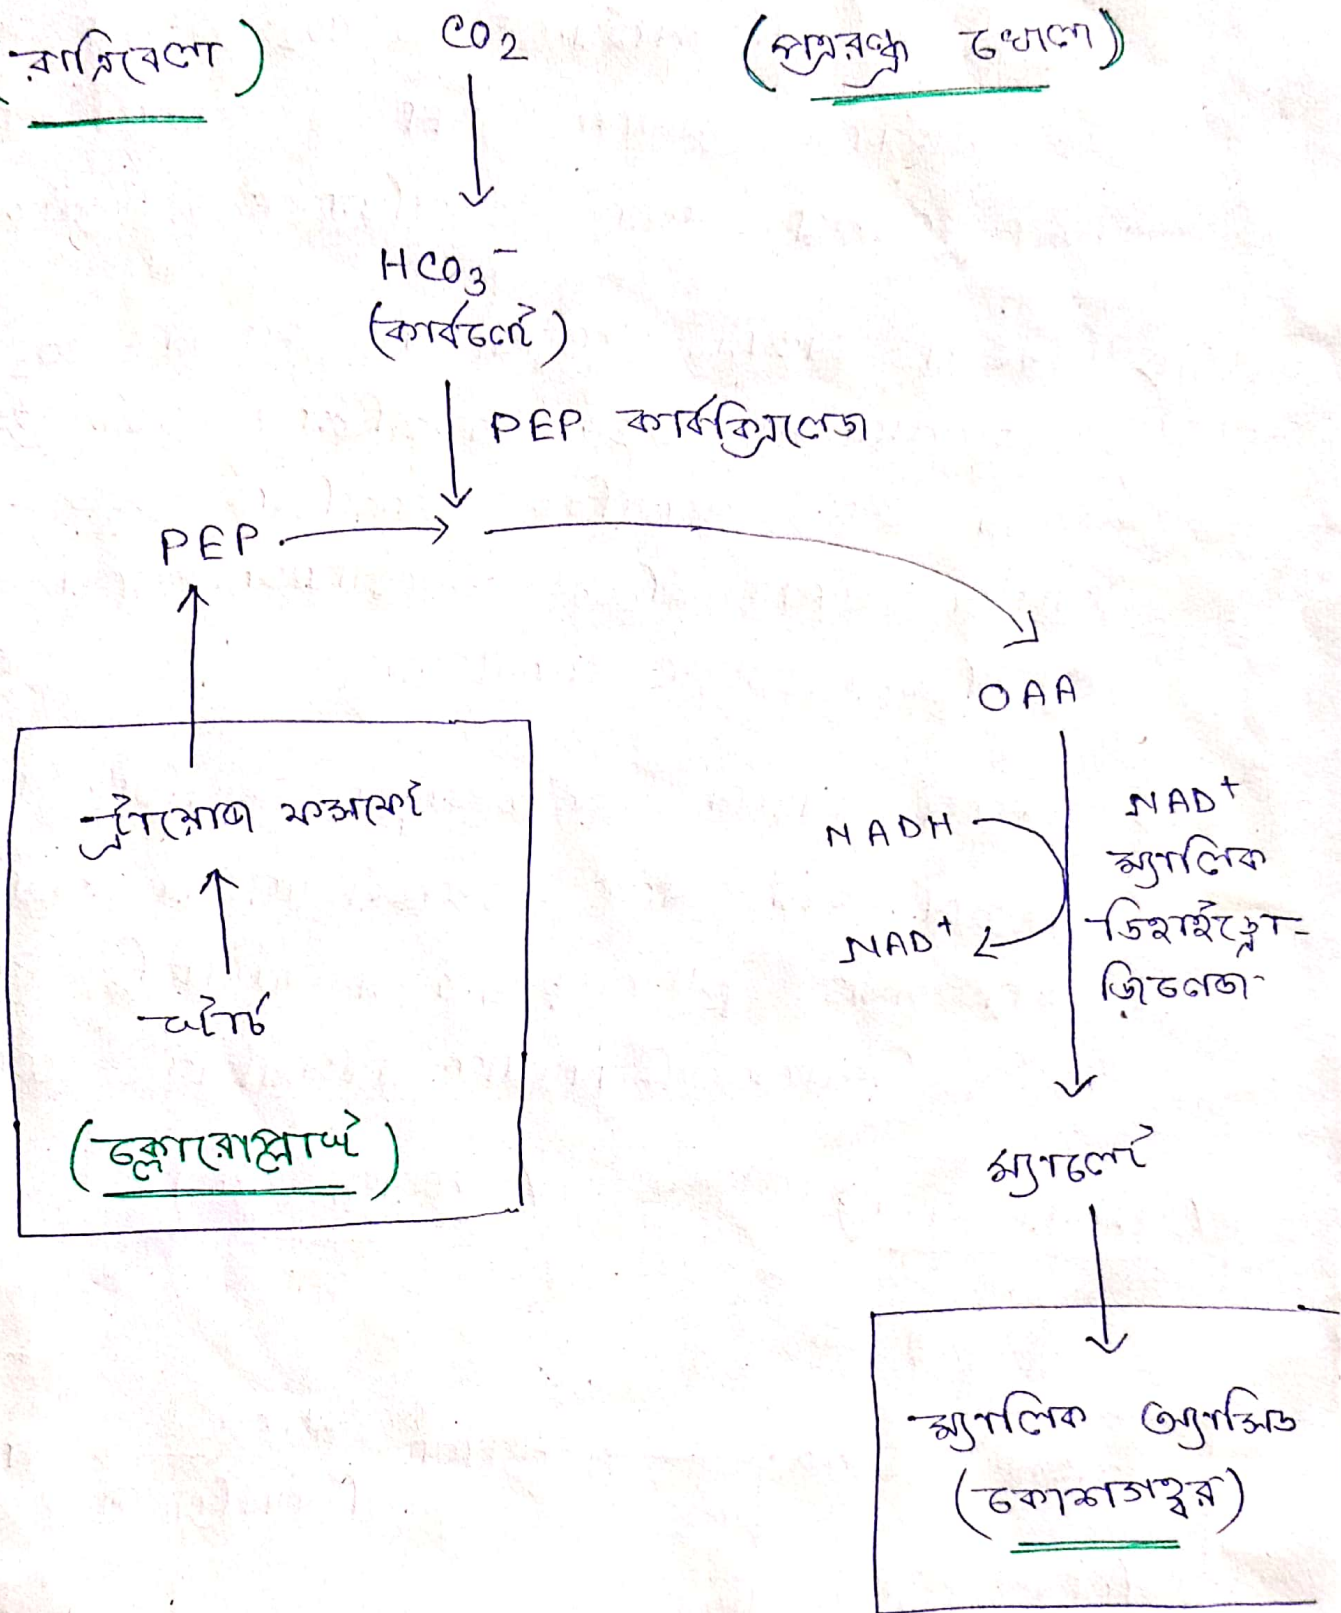 (রাত্রিবেলা) CO2 (পত্ররন্ধ্র খোলে)
HCO3⁻
(কার্বনেট)
PEP কার্বক্সিলেজ
PEP
OAA
ট্রায়োজ ফসফেট
NADH
NAD⁺
ম্যালিক
ডিহাইড্রো-
জিনেজ
NAD⁺
স্টার্চ
(ক্লোরোপ্লাস্ট)
ম্যালেট
ম্যালিক অ্যাসিড
(কোশগহ্বর)